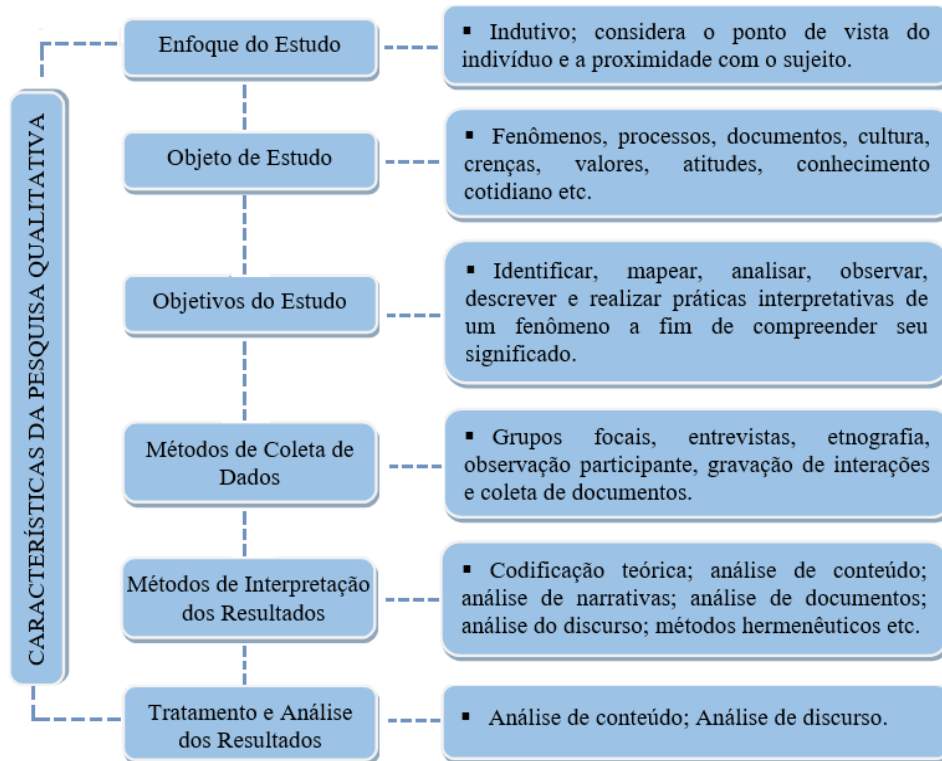 CARACTERÍSTICAS DA PESQUISA QUALITATIVA
Enfoque do Estudo
▪ Indutivo; considera o ponto de vista do
indivíduo e a proximidade com o sujeito.
Objeto de Estudo
▪ Fenômenos, processos, documentos, cultura,
crenças, valores, atitudes, conhecimento
cotidiano etc.
Objetivos do Estudo
▪ Identificar, mapear, analisar, observar,
descrever e realizar práticas interpretativas de
um fenômeno a fim de compreender seu
significado.
Métodos de Coleta de
Dados
▪ Grupos focais, entrevistas, etnografia,
observação participante, gravação de interações
e coleta de documentos.
Métodos de Interpretação
dos Resultados
▪ Codificação teórica; análise de conteúdo;
análise de narrativas; análise de documentos;
análise do discurso; métodos hermenêuticos etc.
Tratamento e Análise
dos Resultados
▪ Análise de conteúdo; Análise de discurso.